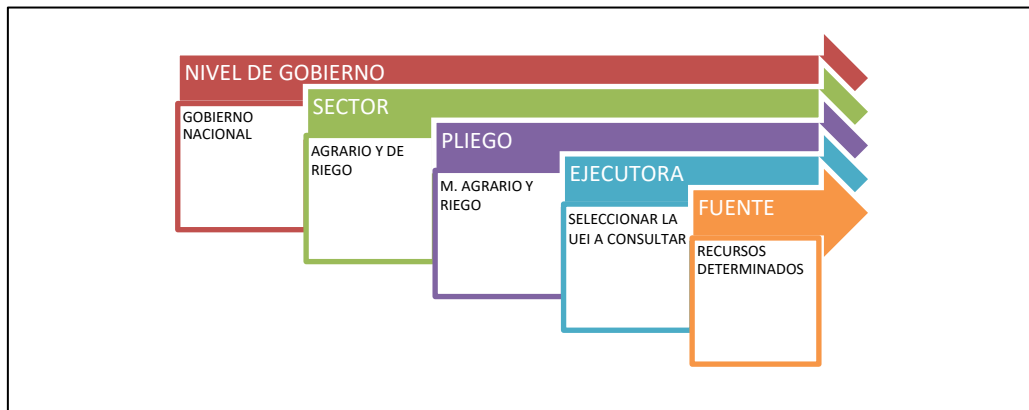 NIVEL DE GOBIERNO
GOBIERNO
NACIONAL
SECTOR
AGRARIO Y DE
RIEGO
PLIEGO
M. AGRARIO Y
RIEGO
EJECUTORA
SELECCIONAR LA
UEI A CONSULTAR
FUENTE
RECURSOS
DETERMINADOS